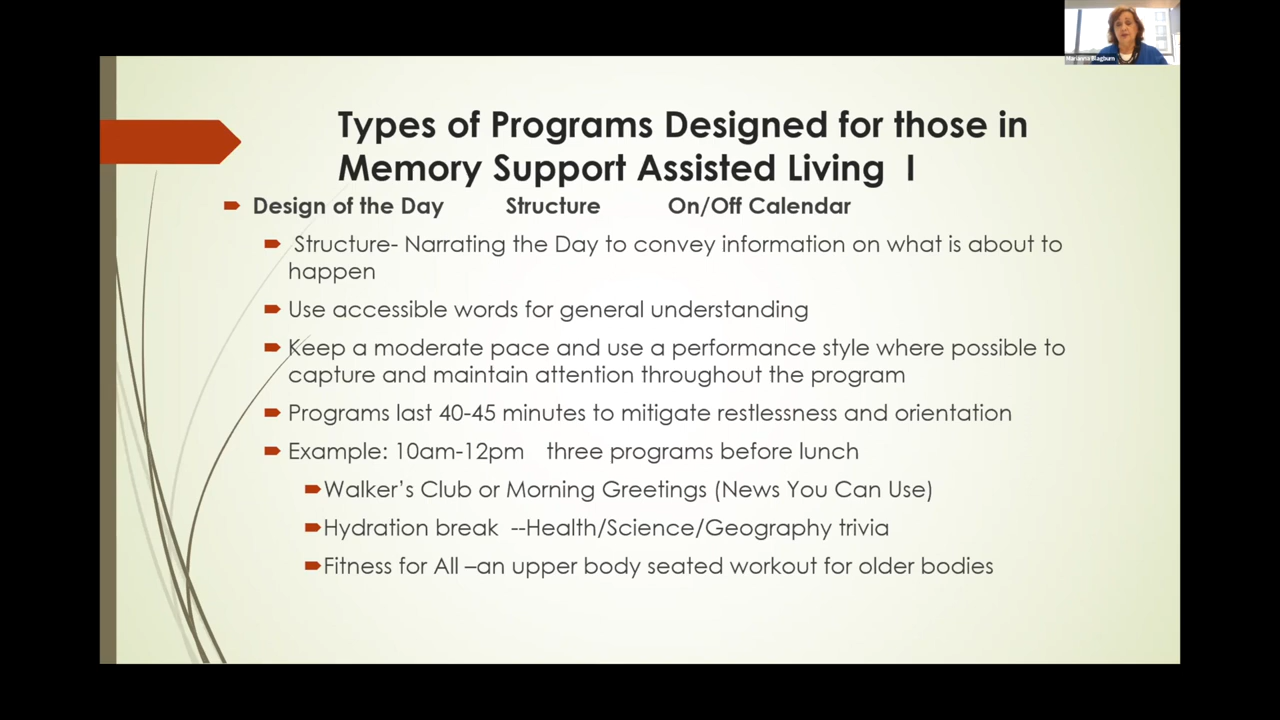 Marianna Blagburn
Types of Programs Designed for those in
Memory Support Assisted Living I
Design of the Day Structure On/Off Calendar
Structure- Narrating the Day to convey information on what is about to
happen
Use accessible words for general understanding
Keep a moderate pace and use a performance style where possible to
capture and maintain attention throughout the program
Programs last 40-45 minutes to mitigate restlessness and orientation
Example: 10am-12pm three programs before lunch
Walker’s Club or Morning Greetings (News You Can Use)
Hydration break --Health/Science/Geography trivia
Fitness for All –an upper body seated workout for older bodies